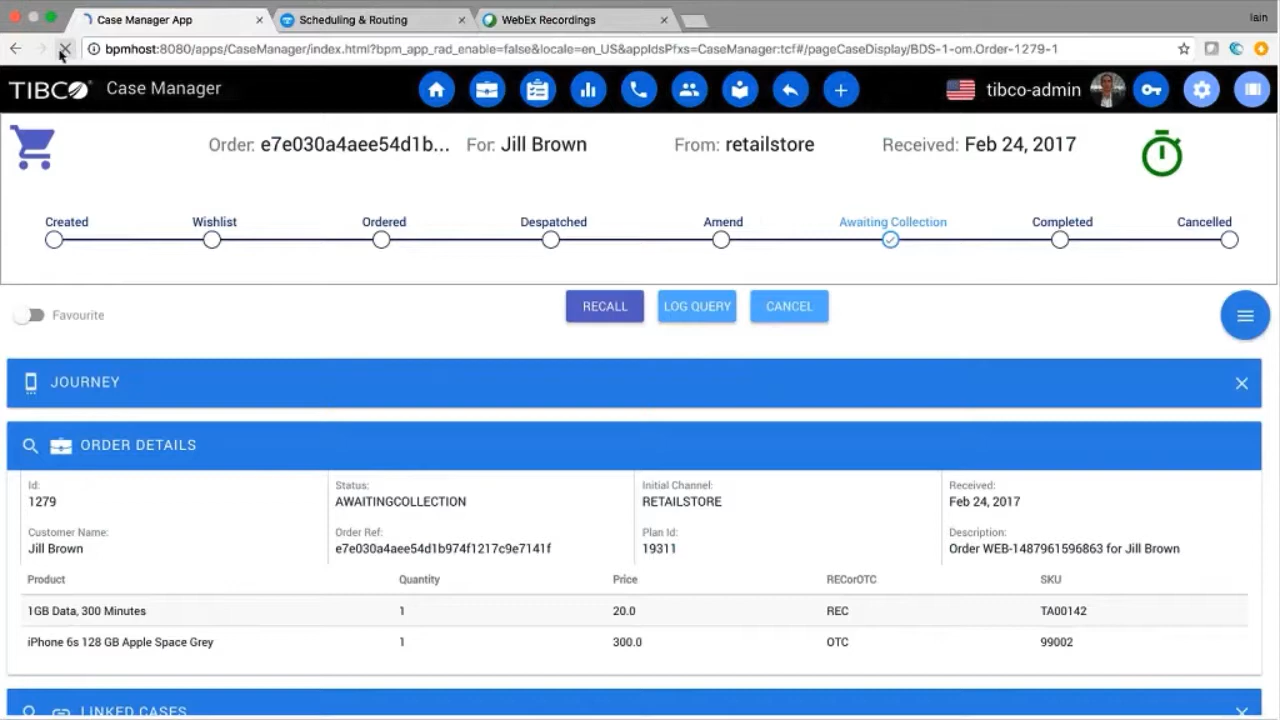 Case Manager App
Scheduling & Routing
WebEx Recordings
Iain
bpmhost:8080/apps/CaseManager/index.html?bpm_app_rad_enable=false&locale=en_US&appIdsPfxs=CaseManager:tcf#/pageCaseDisplay/BDS-1-om.Order-1279-1
TIBCO Case Manager
tibco-admin
Order: e7e030a4aee54d1b... For: Jill Brown From: retailstore Received: Feb 24, 2017
Created Wishlist Ordered Despatched Amend Awaiting Collection Completed Cancelled
Favourite
RECALL LOG QUERY CANCEL
JOURNEY
ORDER DETAILS
Id: Status: Initial Channel: Received:
1279 AWAITINGCOLLECTION RETAILSTORE Feb 24, 2017
Customer Name: Order Ref: Plan Id: Description:
Jill Brown e7e030a4aee54d1b974f1217c9e7141f 19311 Order WEB-1487961596863 for Jill Brown
Product Quantity Price RECorOTC SKU
1GB Data, 300 Minutes 1 20.0 REC TA00142
iPhone 6s 128 GB Apple Space Grey 1 300.0 OTC 99002
LINKED CASES